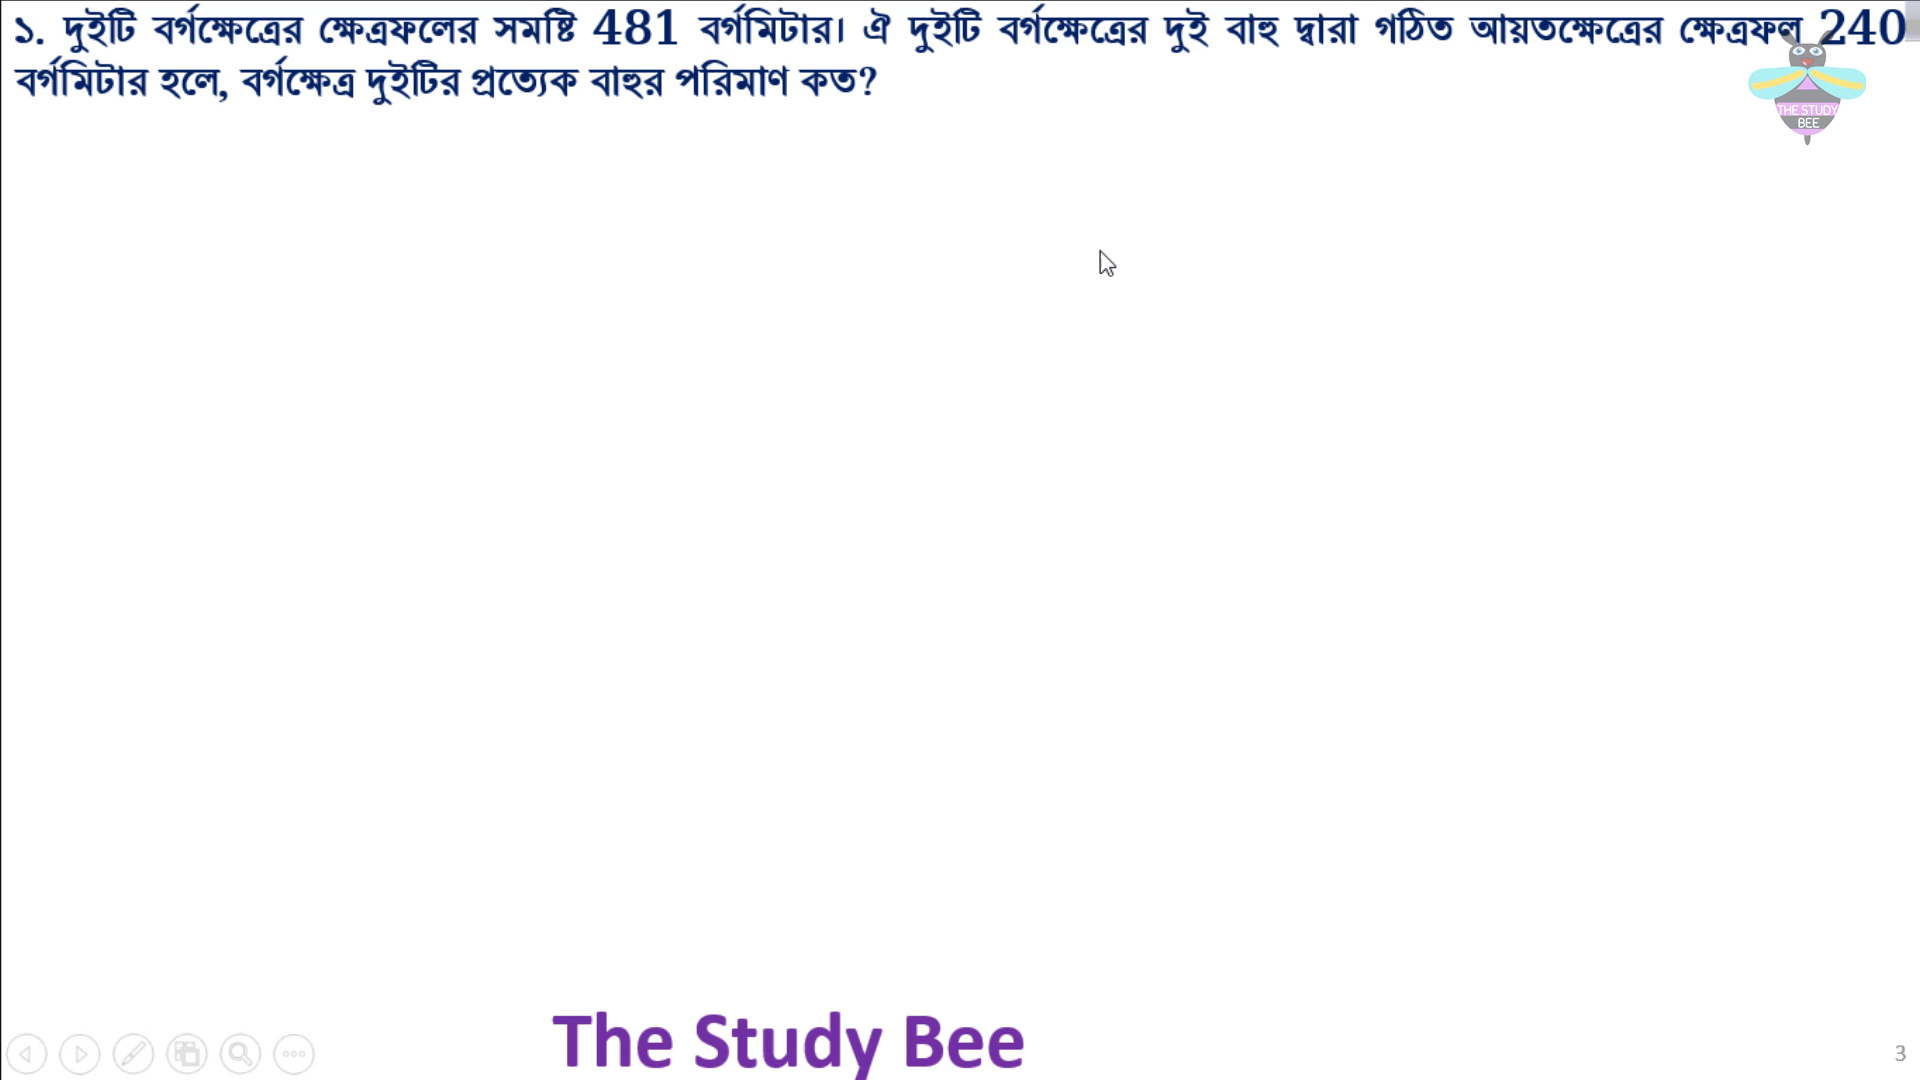 ১. দুইটি বর্গক্ষেত্রের ক্ষেত্রফলের সমষ্টি 481 বর্গমিটার। ঐ দুইটি বর্গক্ষেত্রের দুই বাহু দ্বারা গঠিত আয়তক্ষেত্রের ক্ষেত্রফল 240
বর্গমিটার হলে, বর্গক্ষেত্র দুইটির প্রত্যেক বাহুর পরিমাণ কত?
THE STUDY
BEE
The Study Bee
3